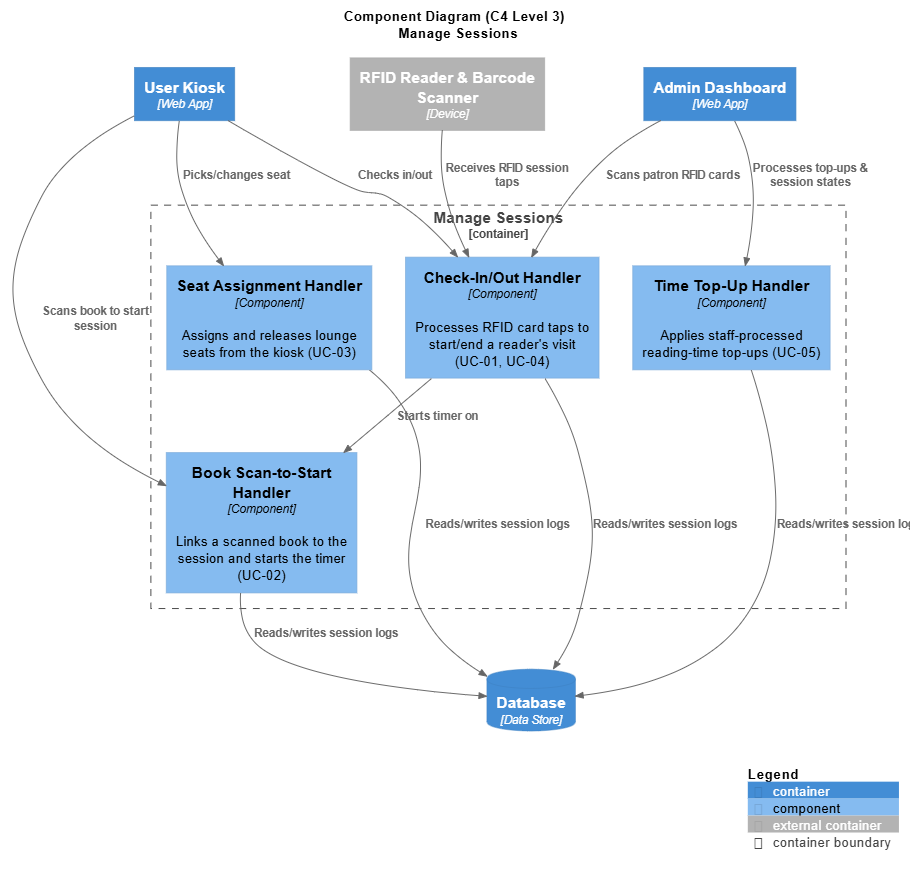 Component Diagram (C4 Level 3)
Manage Sessions
User Kiosk
[Web App]
RFID Reader & Barcode
Scanner
[Device]
Admin Dashboard
[Web App]
Picks/changes seat
Checks in/out
Receives RFID session
taps
Scans patron RFID cards
Processes top-ups &
session states
Manage Sessions
[container]
Seat Assignment Handler
[Component]
Assigns and releases lounge
seats from the kiosk (UC-03)
Check-In/Out Handler
[Component]
Processes RFID card taps to
start/end a reader's visit
(UC-01, UC-04)
Time Top-Up Handler
[Component]
Applies staff-processed
reading-time top-ups (UC-05)
Scans book to start
session
Starts timer on
Book Scan-to-Start
Handler
[Component]
Links a scanned book to the
session and starts the timer
(UC-02)
Reads/writes session logs
Reads/writes session logs
Reads/writes session log
Reads/writes session logs
Database
[Data Store]
Legend
container
component
external container
container boundary